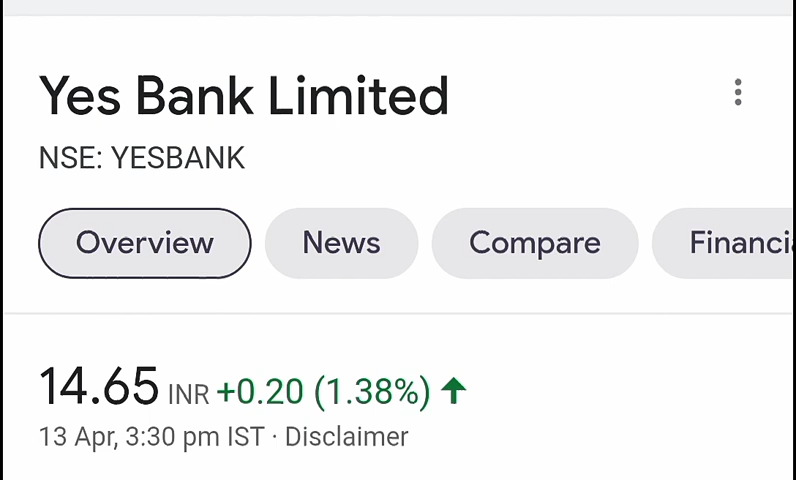 Yes Bank Limited
NSE: YESBANK
Overview News Compare Financi
14.65 INR +0.20 (1.38%)
13 Apr, 3:30 pm IST · Disclaimer